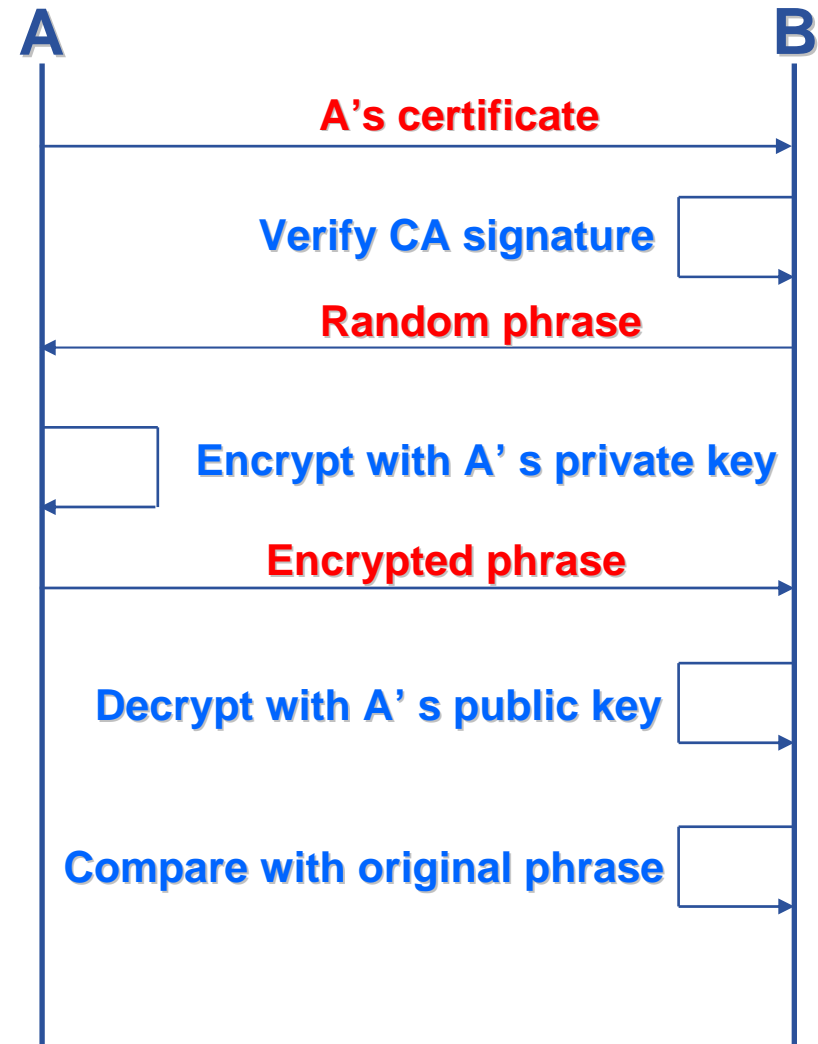 A
B
A’s certificate
Verify CA signature
Random phrase
Encrypt with A’ s private key
Encrypted phrase
Decrypt with A’ s public key
Compare with original phrase